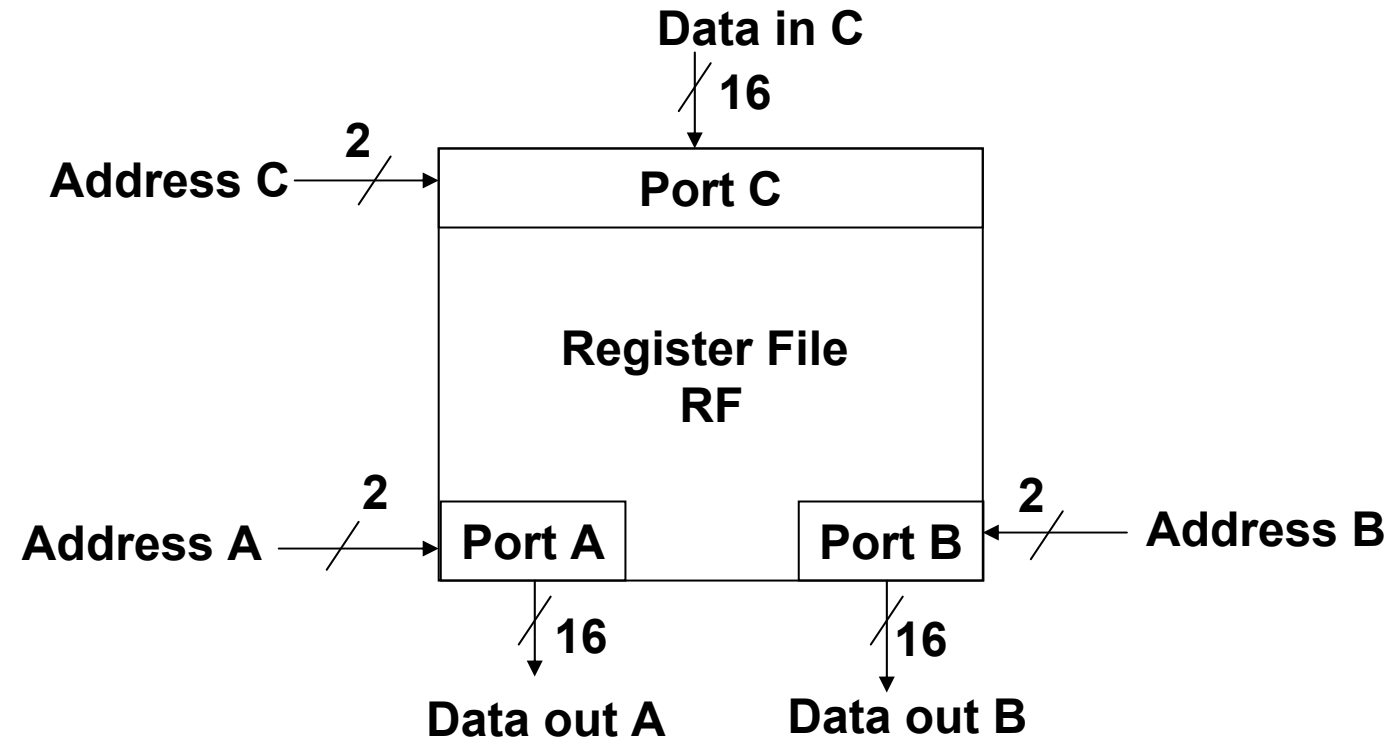 Data in C
16
2
Address C
Port C
Register File
RF
2
Address A
Port A
Port B
2
Address B
16
16
Data out A
Data out B